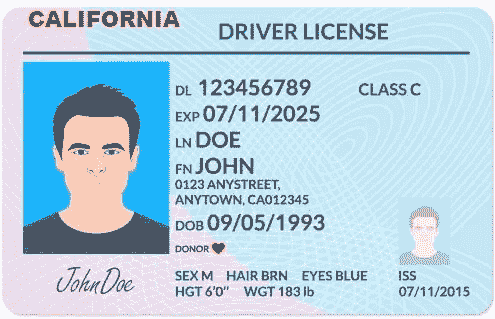 CALIFORNIA
DRIVER LICENSE
DL 123456789 CLASS C
EXP 07/11/2025
LN DOE
FN JOHN
0123 ANYSTREET,
ANYTOWN, CA012345
DOB 09/05/1993
DONOR
JohnDoe
SEX M HAIR BRN EYES BLUE
HGT 6'0" WGT 183 lb
ISS
07/11/2015